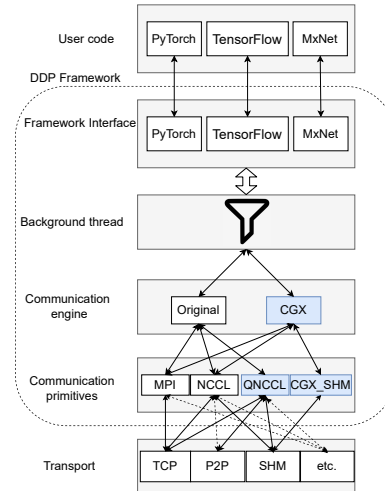 User code
PyTorch TensorFlow MxNet
DDP Framework
Framework Interface
PyTorch TensorFlow MxNet
Background thread
Communication
engine
Original CGX
Communication
primitives
MPI NCCL QNCCL CGX_SHM
Transport
TCP P2P SHM etc.